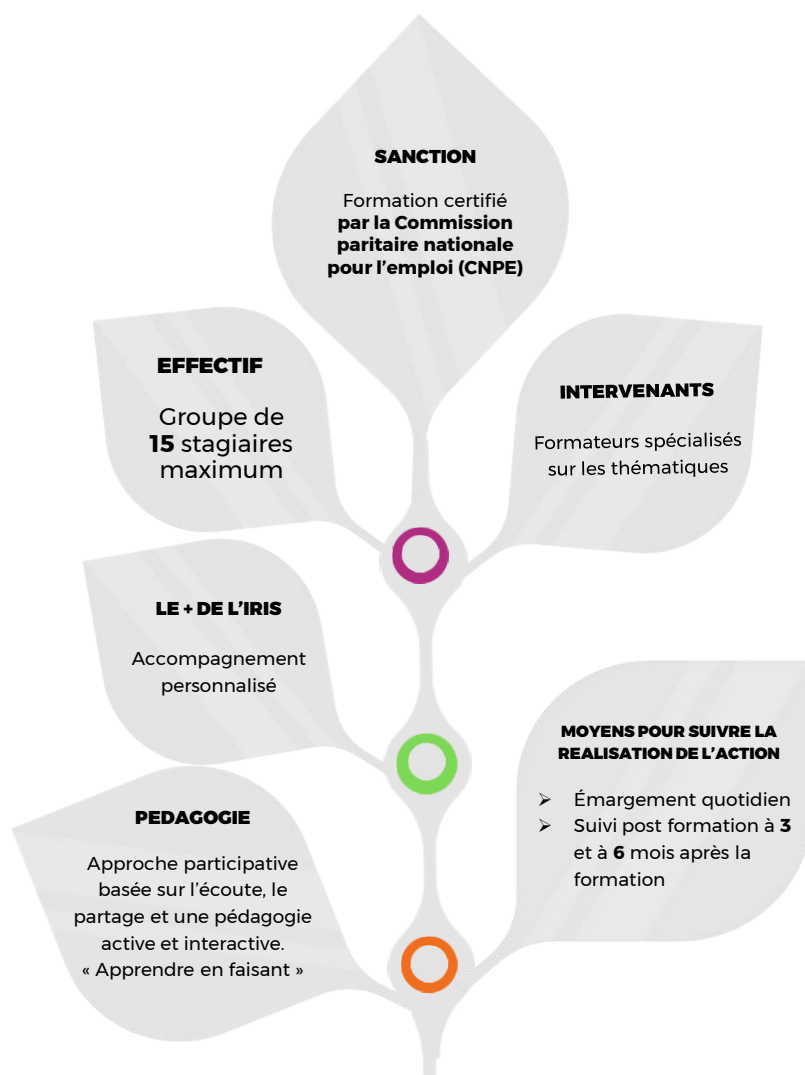 SANCTION
Formation certifié
par la Commission
paritaire nationale
pour l'emploi (CNPE)
EFFECTIF
Groupe de
15 stagiaires
maximum
INTERVENANTS
Formateurs spécialisés
sur les thématiques
LE + DE L'IRIS
Accompagnement
personnalisé
MOYENS POUR SUIVRE LA
REALISATION DE L'ACTION
➢ Émargement quotidien
➢ Suivi post formation à 3
et à 6 mois après la
formation
PEDAGOGIE
Approche participative
basée sur l'écoute, le
partage et une pédagogie
active et interactive.
« Apprendre en faisant »